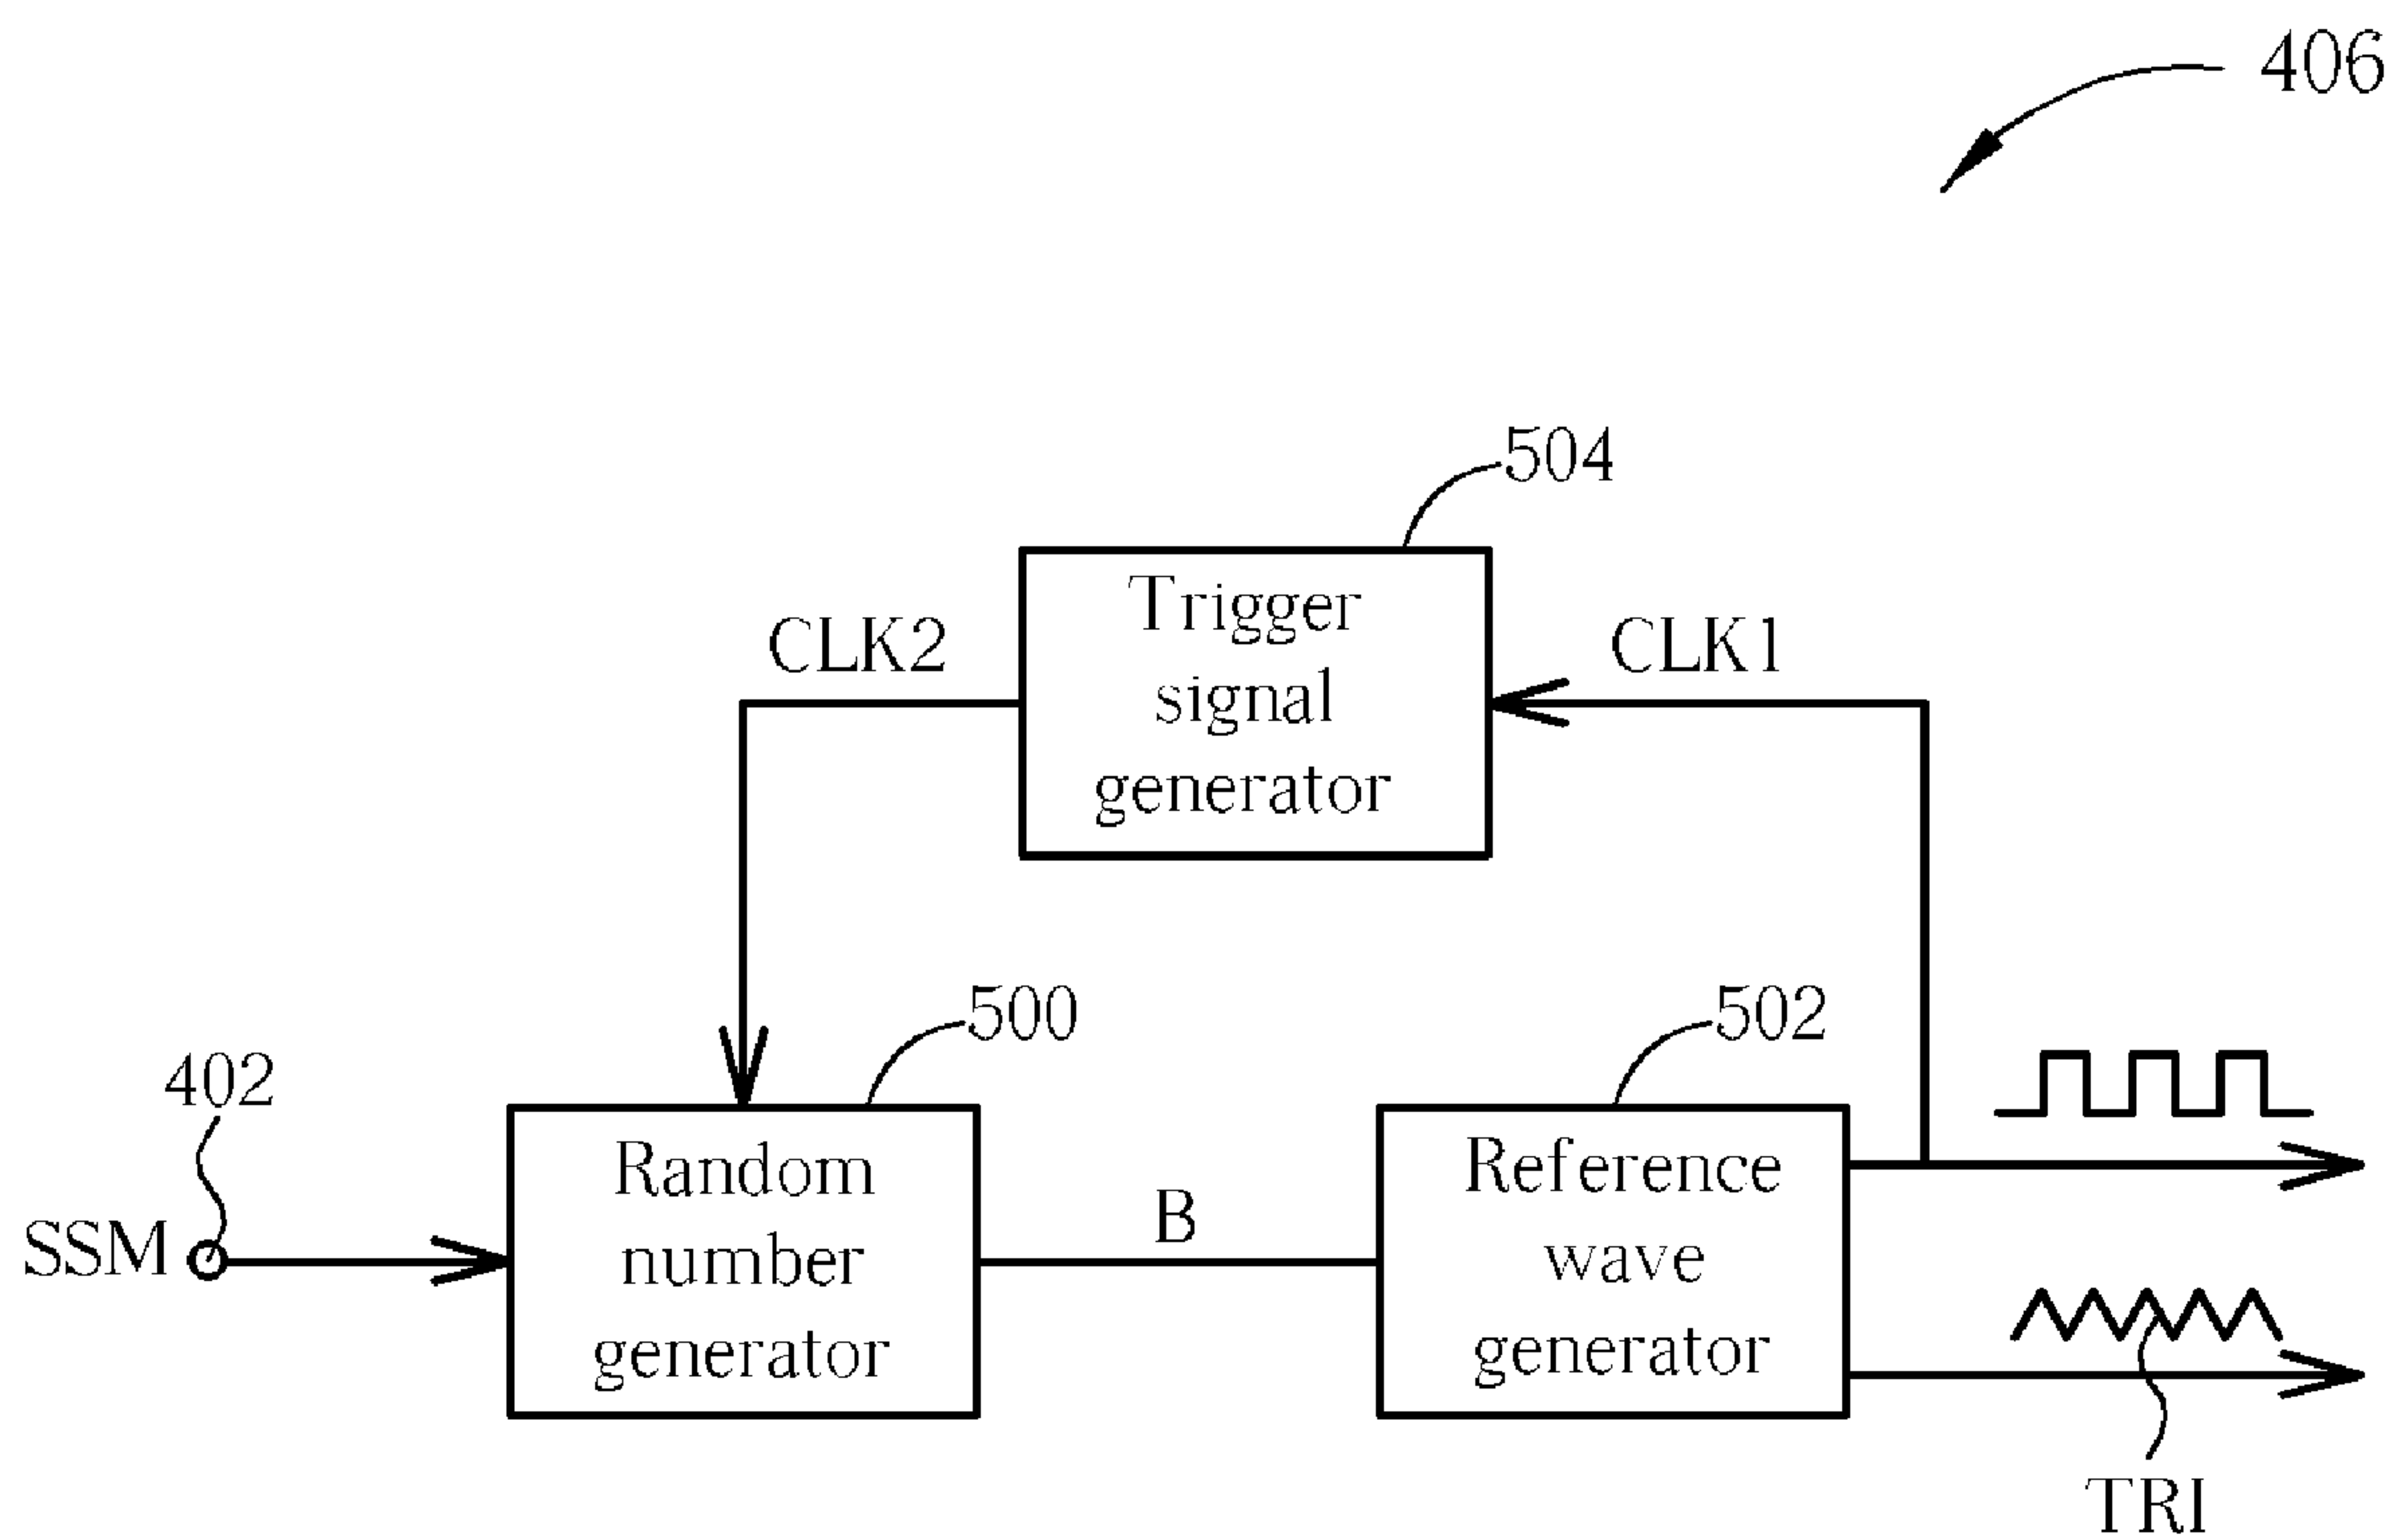 406
504
Trigger
signal
generator
CLK2
CLK1
500
502
402
SSM
Random
number
generator
B
Reference
wave
generator
TRI